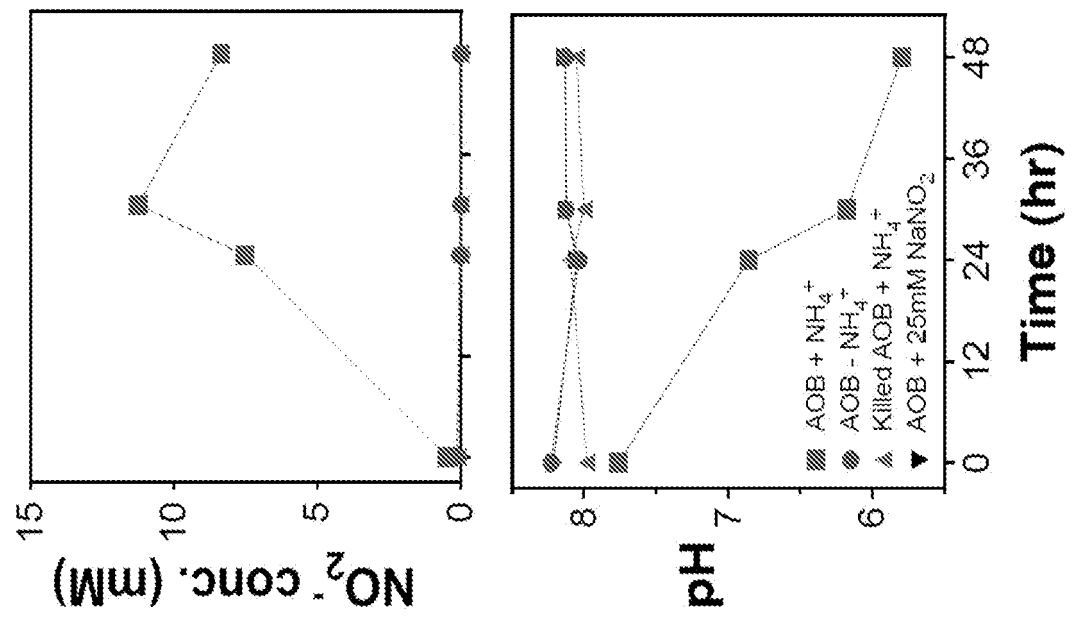 NO₂⁻ conc. (mM)
15
10
5
0
pH
8
7
6
AOB + NH₄⁺
AOB - NH₄⁺
Killed AOB + NH₄⁺
AOB + 25mM NaNO₂
0 12 24 36 48
Time (hr)